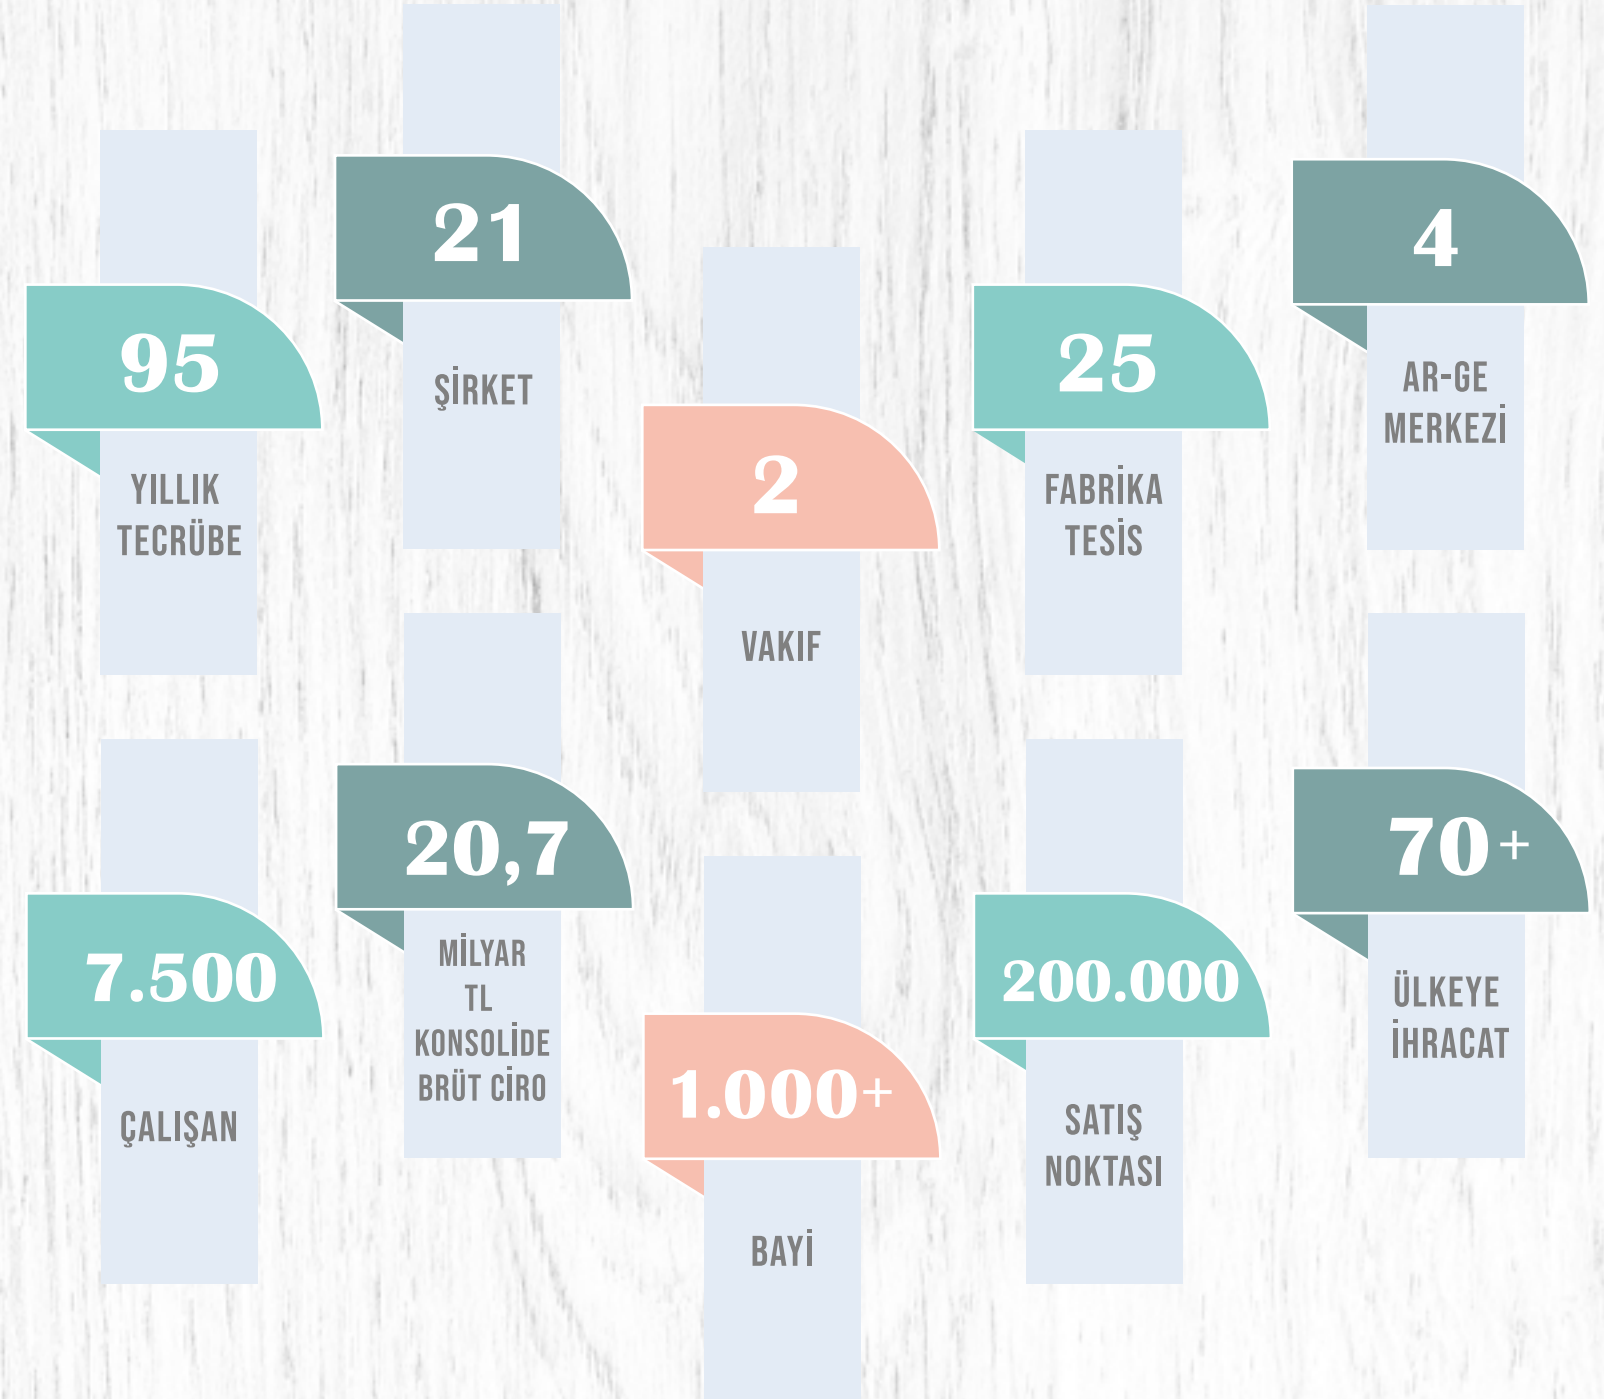 95
YILLIK
TECRÜBE
21
ŞİRKET
2
VAKIF
25
FABRİKA
TESİS
4
AR-GE
MERKEZİ
7.500
ÇALIŞAN
20,7
MİLYAR
TL
KONSOLİDE
BRÜT CİRO
1.000+
BAYİ
200.000
SATIŞ
NOKTASI
70+
ÜLKEYE
İHRACAT